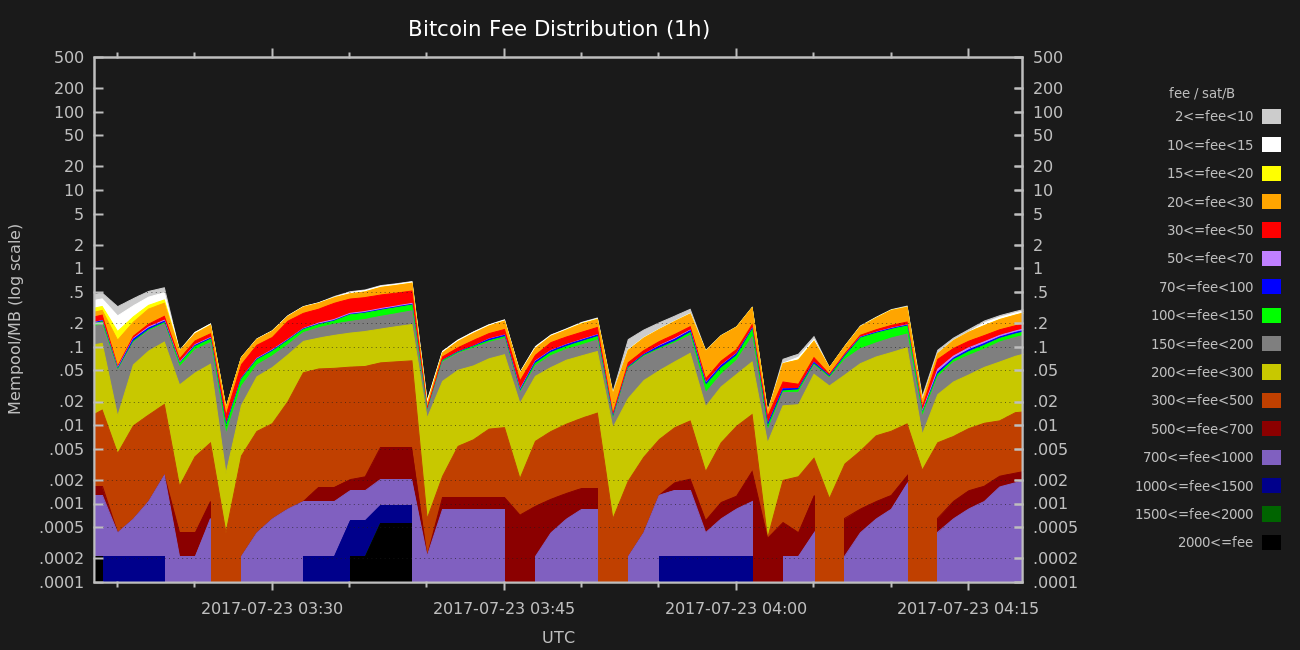 Bitcoin Fee Distribution (1h)
500 500
200 200
100 100
50 50
20 20
10 10
5 5
2 2
1 1
.5 .5
.2 .2
.1 .1
.05 .05
.02 .02
.01 .01
.005 .005
.002 .002
.001 .001
.0005 .0005
.0002 .0002
.0001 .0001
Mempool/MB (log scale)
2017-07-23 03:30 2017-07-23 03:45 2017-07-23 04:00 2017-07-23 04:15
UTC
fee / sat/B
2<=fee<10
10<=fee<15
15<=fee<20
20<=fee<30
30<=fee<50
50<=fee<70
70<=fee<100
100<=fee<150
150<=fee<200
200<=fee<300
300<=fee<500
500<=fee<700
700<=fee<1000
1000<=fee<1500
1500<=fee<2000
2000<=fee